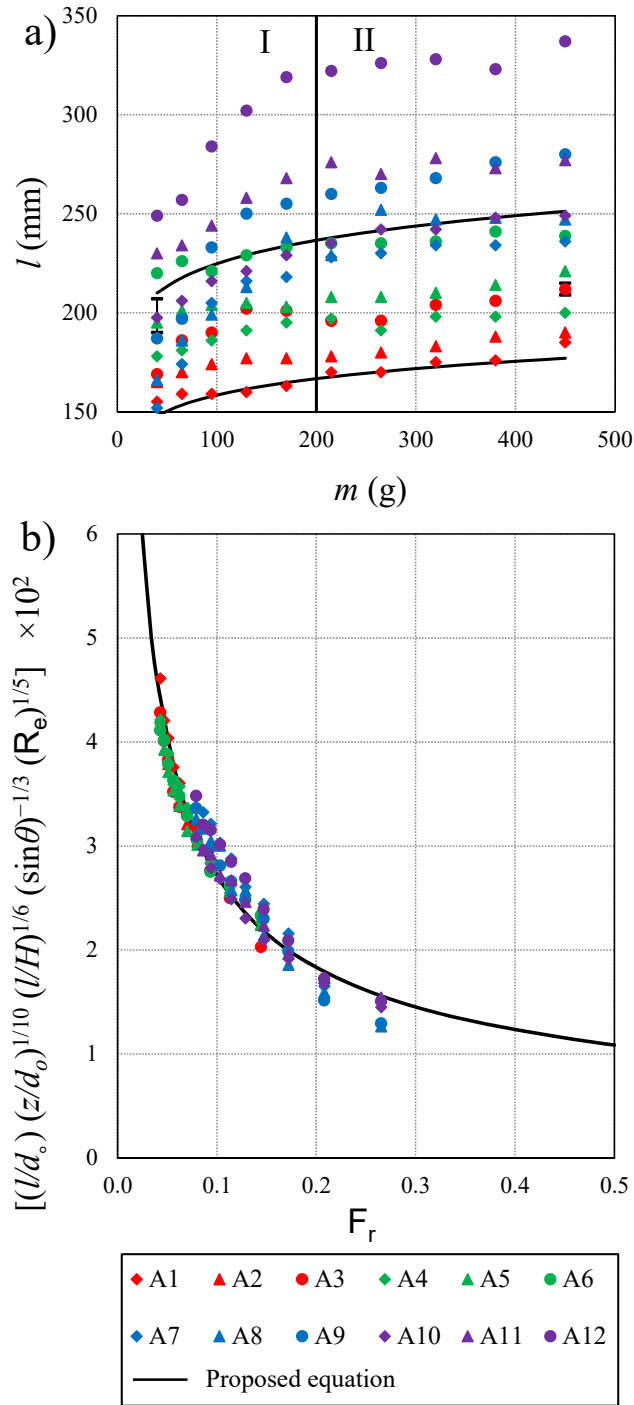 a)
I II
350
300
250
200
150
l (mm)
0 100 200 300 400 500
m (g)
b)
6
5
4
3
2
1
0
[(l/d₀) (z/dₒ)^1/10 (l/H)^1/6 (sinθ)^−1/3 (Rₑ)^1/5] ×10²
0.0 0.1 0.2 0.3 0.4 0.5
Fᵣ
A1 A2 A3 A4 A5 A6
A7 A8 A9 A10 A11 A12
Proposed equation